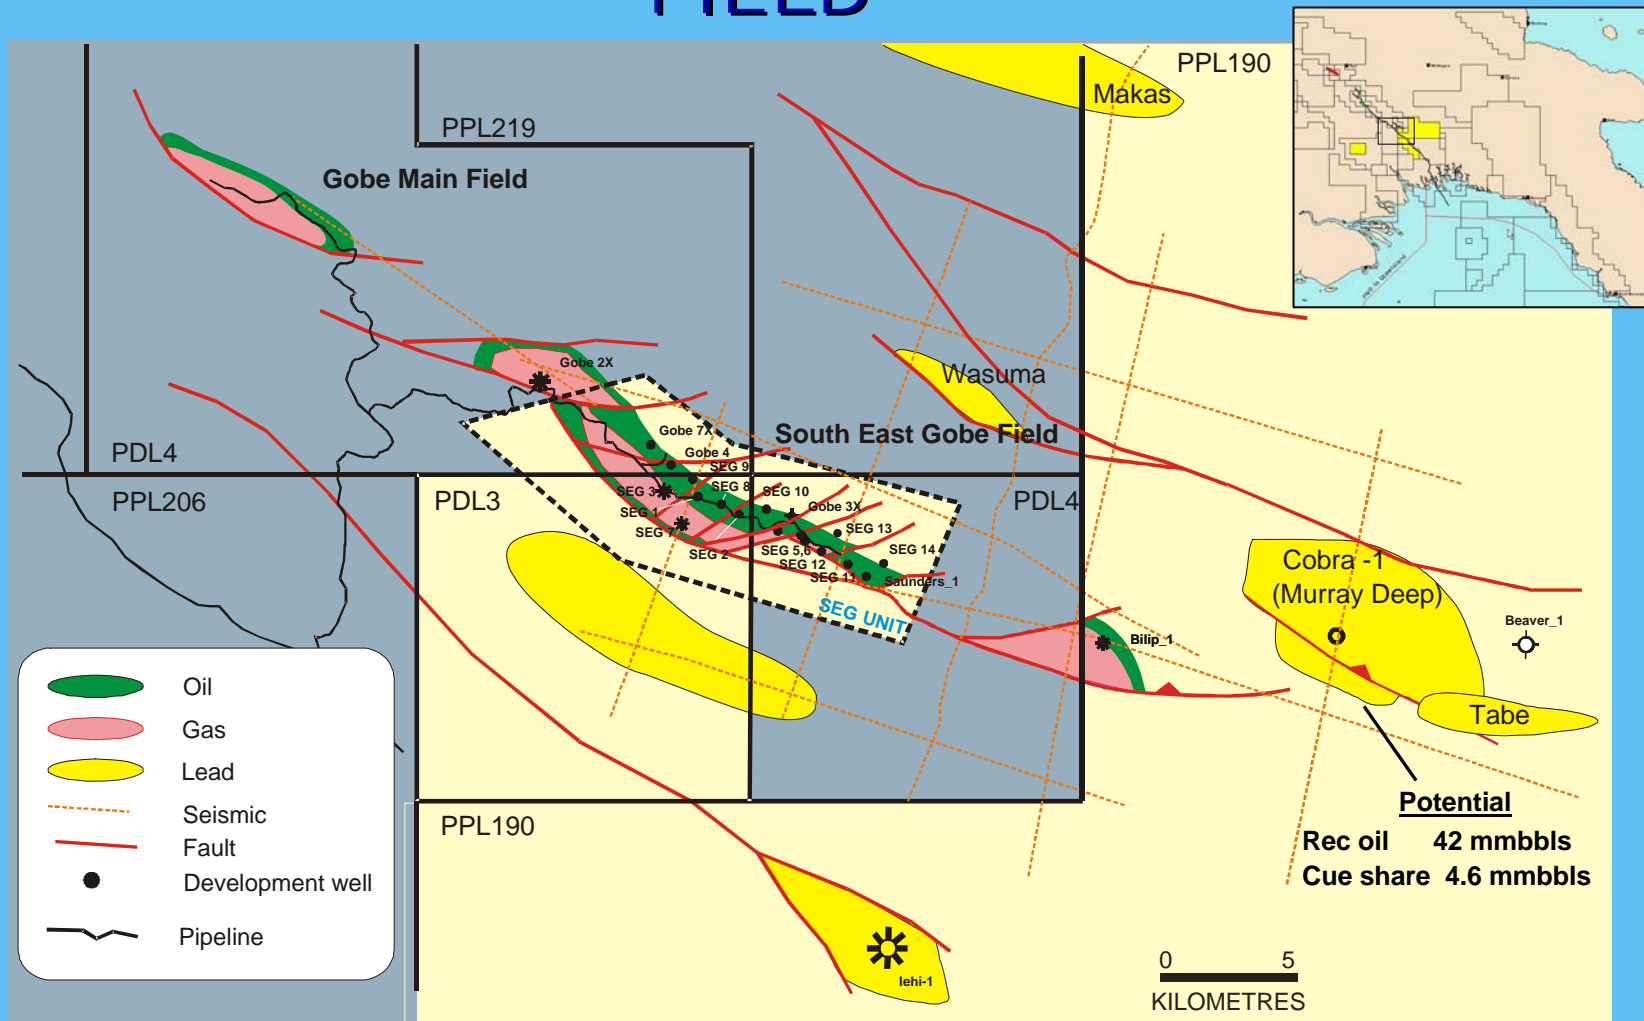 FIELD
PPL190
Makas
PPL219
Gobe Main Field
Gobe 2X
Wasuma
South East Gobe Field
Gobe 7X
Gobe 4
PDL4
SEG 9
PPL206
PDL3
SEG 3
SEG 8
SEG 10
PDL4
SEG 1
Gobe 3X
SEG 7
SEG 13
SEG 2
SEG 5,6
SEG 14
SEG 12
SEG 11
Saunders_1
SEG UNIT
Cobra -1
(Murray Deep)
Beaver_1
Bilip_1
Tabe
Oil
Gas
Lead
Seismic
Fault
Development well
Pipeline
PPL190
Potential
Rec oil 42 mmbbls
Cue share 4.6 mmbbls
Iehi-1
0 5
KILOMETRES